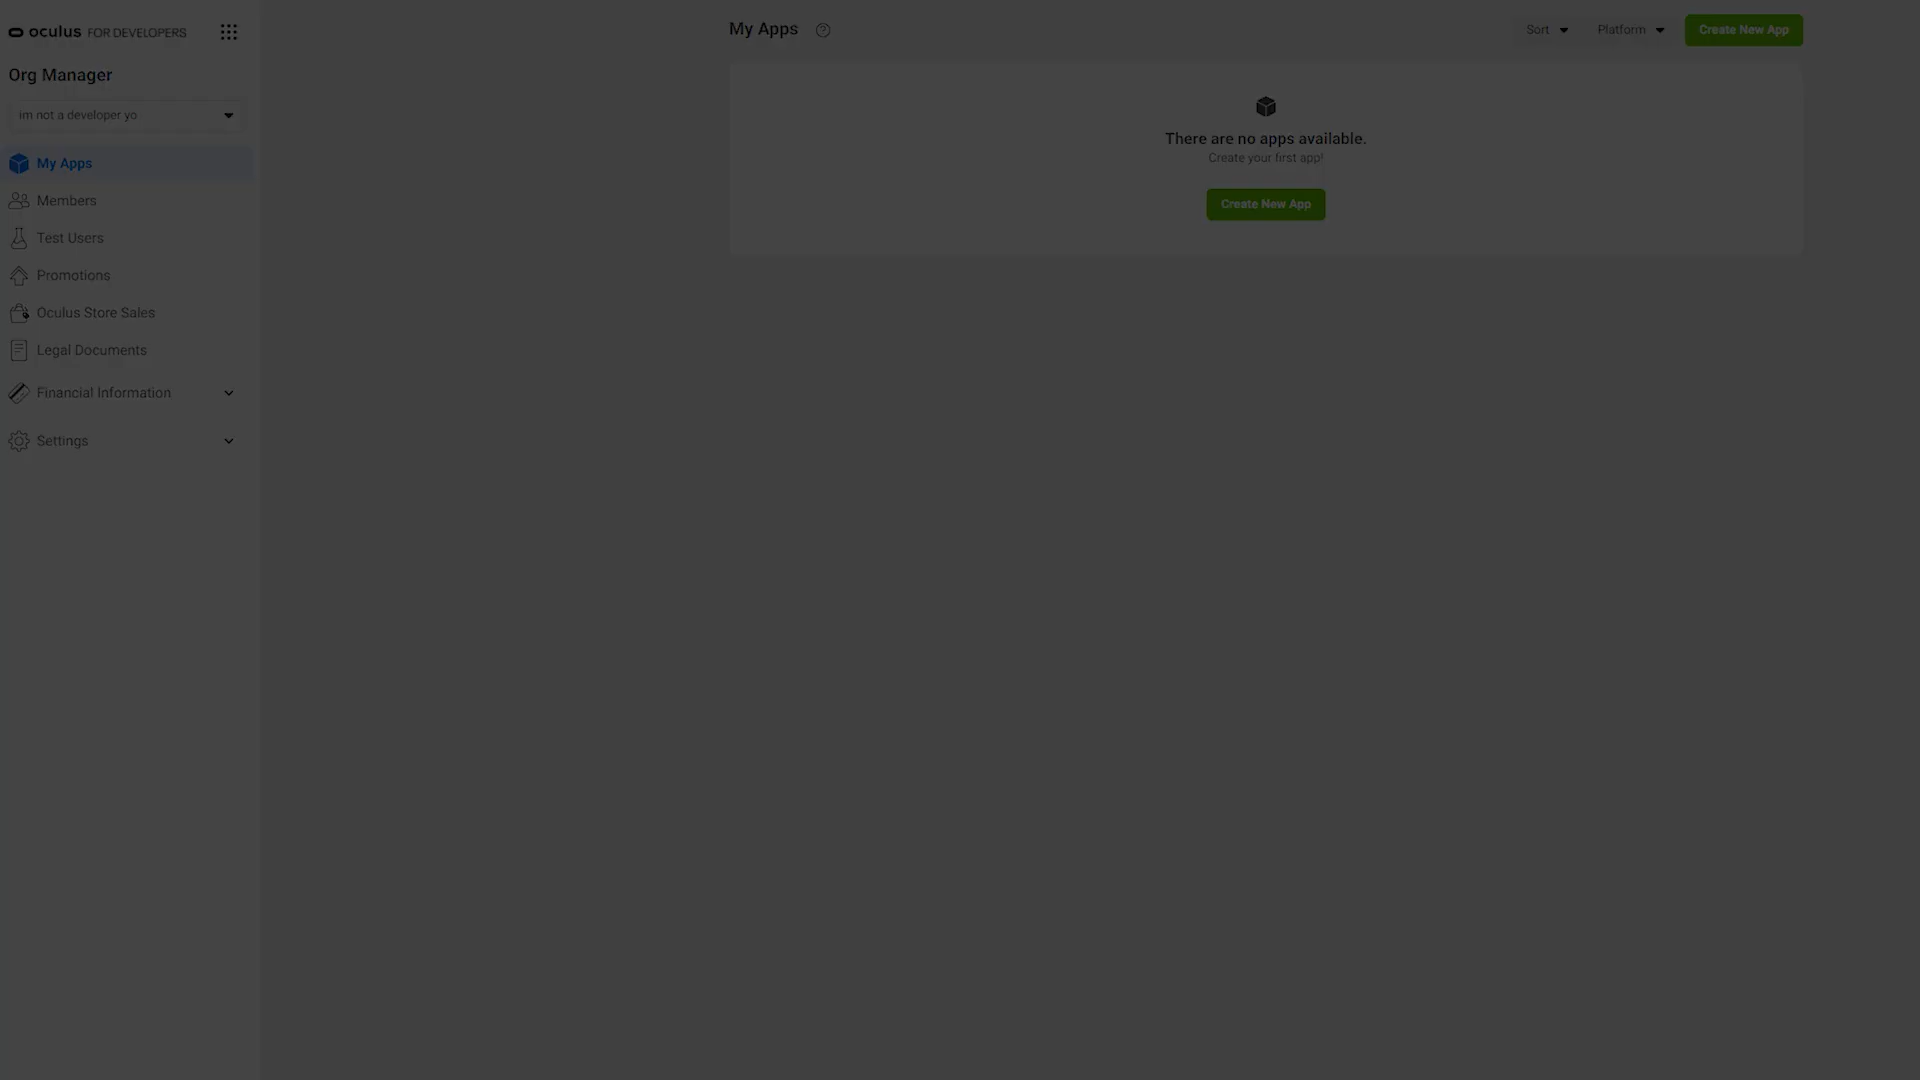 oculus FOR DEVELOPERS
Org Manager
im not a developer yo
My Apps
Members
Test Users
Promotions
Oculus Store Sales
Legal Documents
Financial Information
Settings
My Apps
Sort
Platform
Create New App
There are no apps available.
Create your first app!
Create New App